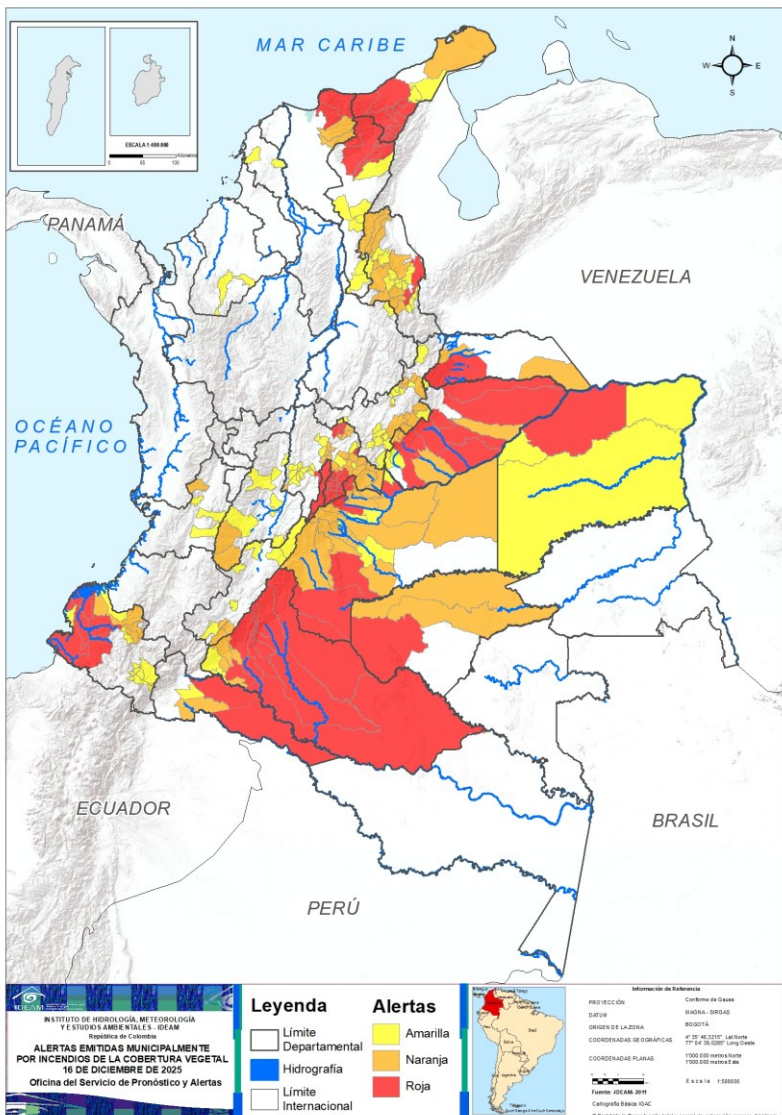 MAR CARIBE
N
W
E
S
ESCALA 1:400.000
PANAMÁ
VENEZUELA
OCÉANO
PACÍFICO
ECUADOR
BRASIL
PERÚ
IDEAM
INSTITUTO DE HIDROLOGÍA, METEOROLOGÍA
Y ESTUDIOS AMBIENTALES - IDEAM
República de Colombia
ALERTAS EMITIDAS MUNICIPALMENTE
POR INCENDIOS DE LA COBERTURA VEGETAL
16 DE DICIEMBRE DE 2025
Oficina del Servicio de Pronóstico y Alertas
Leyenda
Límite
Departamental
Hidrografía
Límite
Internacional
Alertas
Amarilla
Naranja
Roja
Información de Referencia
PROYECCIÓN
Conforme de Gauss
DATUM
MAGNA - SIRGAS
ORIGEN DE LA ZONA
BOGOTÁ
COORDENADAS GEOGRÁFICAS
COORDENADAS PLANAS
1'000.000 metros Norte
1'000.000 metros Este
Fuente: IDEAM- 2011
Cartografía Básica IGAC